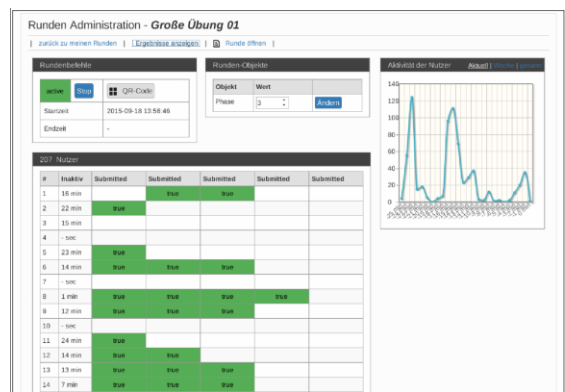 Runden Administration - Große Übung 01
| zurück zu meinen Runden | Ergebnisse anzeigen | Runde öffnen |
Rundenbefehle
active Stop QR-Code
Startzeit 2015-09-18 13:56:46
Endzeit -
Runden-Objekte
Objekt Wert
Phase 3 Ändern
Aktivität der Nutzer Aktuell | Woche | gesamt
140
120
100
80
60
40
20
0
207 Nutzer
# Inaktiv Submitted Submitted Submitted Submitted Submitted
1 16 min true true
2 22 min true
3 15 min
4 - sec
5 23 min true
6 14 min true true true
7 - sec
8 1 min true true true true
9 12 min true true true
10 - sec
11 24 min true
12 14 min true true
13 13 min true true true
14 7 min true true true